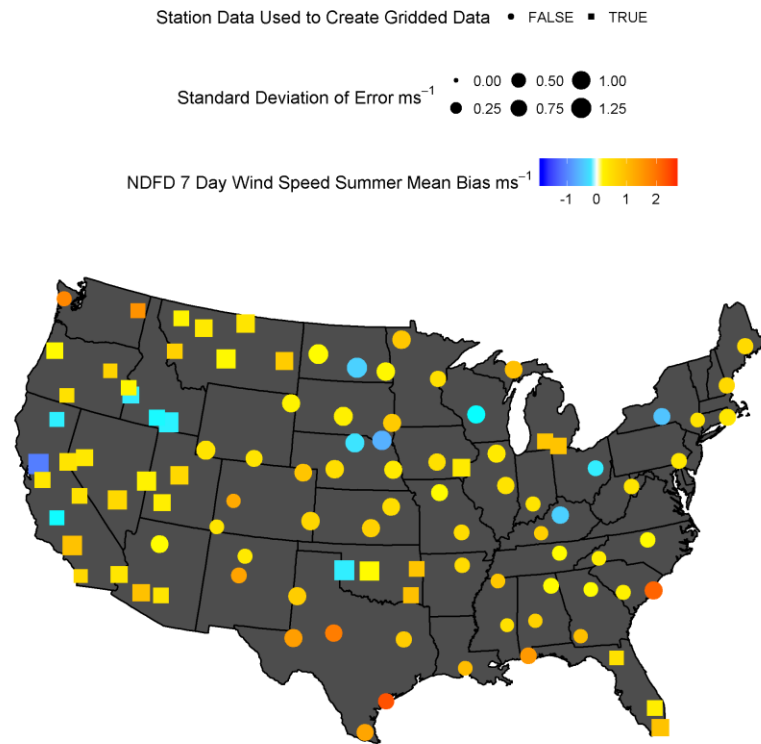 Station Data Used to Create Gridded Data FALSE TRUE
Standard Deviation of Error ms⁻¹ 0.00 0.50 1.00
0.25 0.75 1.25
NDFD 7 Day Wind Speed Summer Mean Bias ms⁻¹
-1 0 1 2